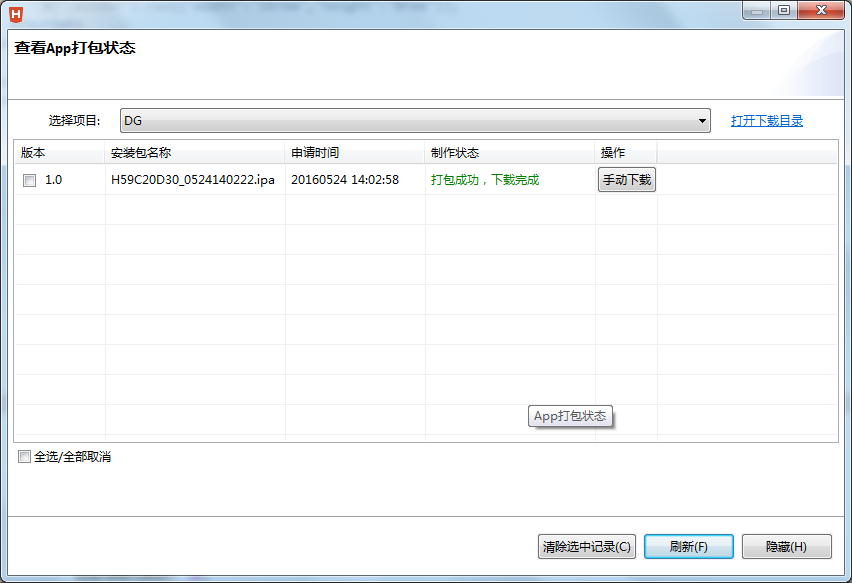 查看App打包状态
选择项目: DG 打开下载目录
版本 安装包名称 申请时间 制作状态 操作
1.0 H59C20D30_0524140222.ipa 20160524 14:02:58 打包成功，下载完成 手动下载
App打包状态
全选/全部取消
清除选中记录(C) 刷新(F) 隐藏(H)